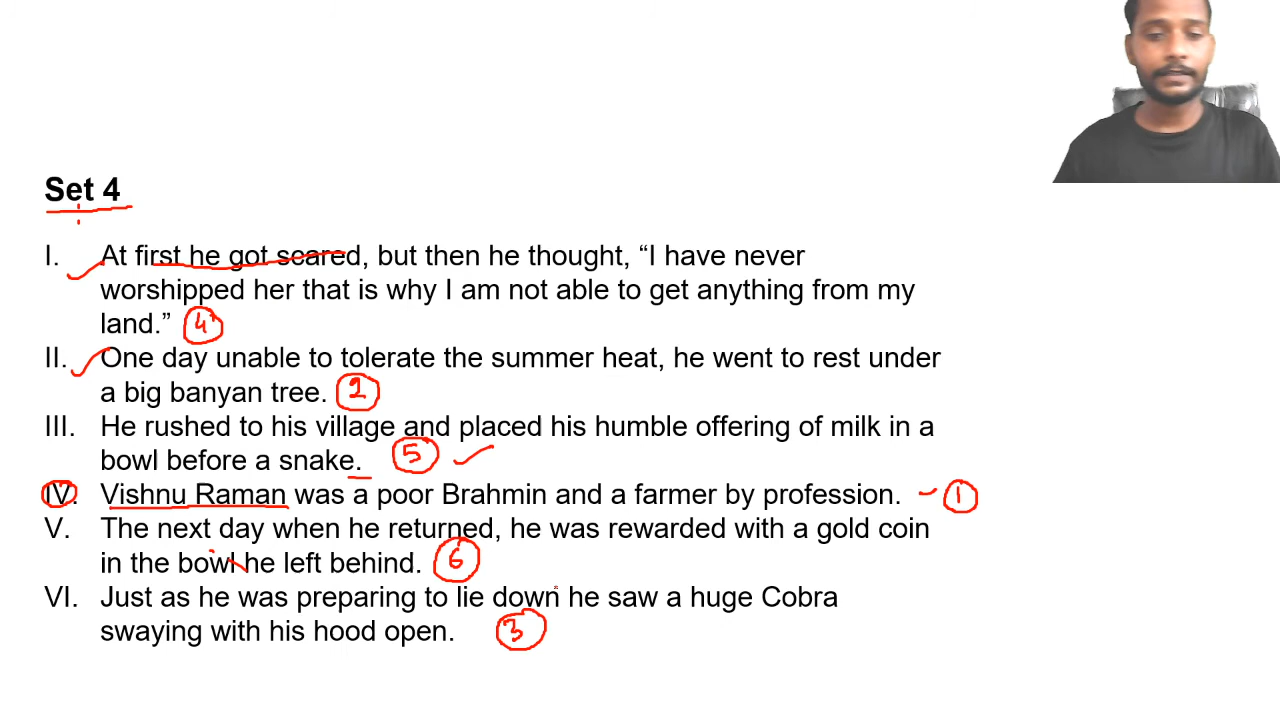 Set 4
I. At first he got scared, but then he thought, “I have never
worshipped her that is why I am not able to get anything from my
land.” 4
II. One day unable to tolerate the summer heat, he went to rest under
a big banyan tree. 2
III. He rushed to his village and placed his humble offering of milk in a
bowl before a snake. 5
IV. Vishnu Raman was a poor Brahmin and a farmer by profession. 1
V. The next day when he returned, he was rewarded with a gold coin
in the bowl he left behind. 6
VI. Just as he was preparing to lie down he saw a huge Cobra
swaying with his hood open. 3